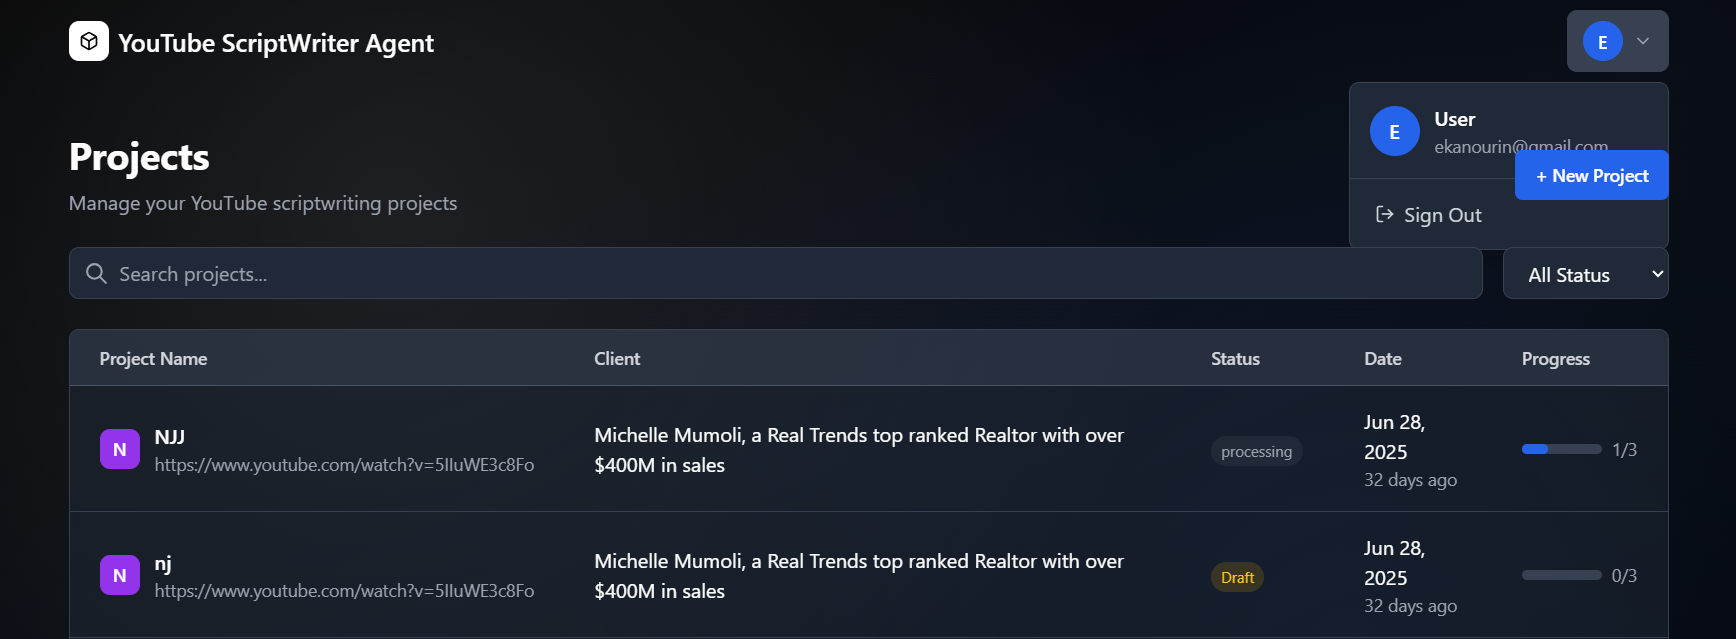 YouTube ScriptWriter Agent
E
E
User
ekanourin@gmail.com
Projects
Manage your YouTube scriptwriting projects
+ New Project
Sign Out
Search projects...
All Status
Project Name Client Status Date Progress
N
NJJ
https://www.youtube.com/watch?v=5IIuWE3c8Fo
Michelle Mumoli, a Real Trends top ranked Realtor with over
$400M in sales
processing
Jun 28,
2025
32 days ago
1/3
N
nj
https://www.youtube.com/watch?v=5IIuWE3c8Fo
Michelle Mumoli, a Real Trends top ranked Realtor with over
$400M in sales
Draft
Jun 28,
2025
32 days ago
0/3